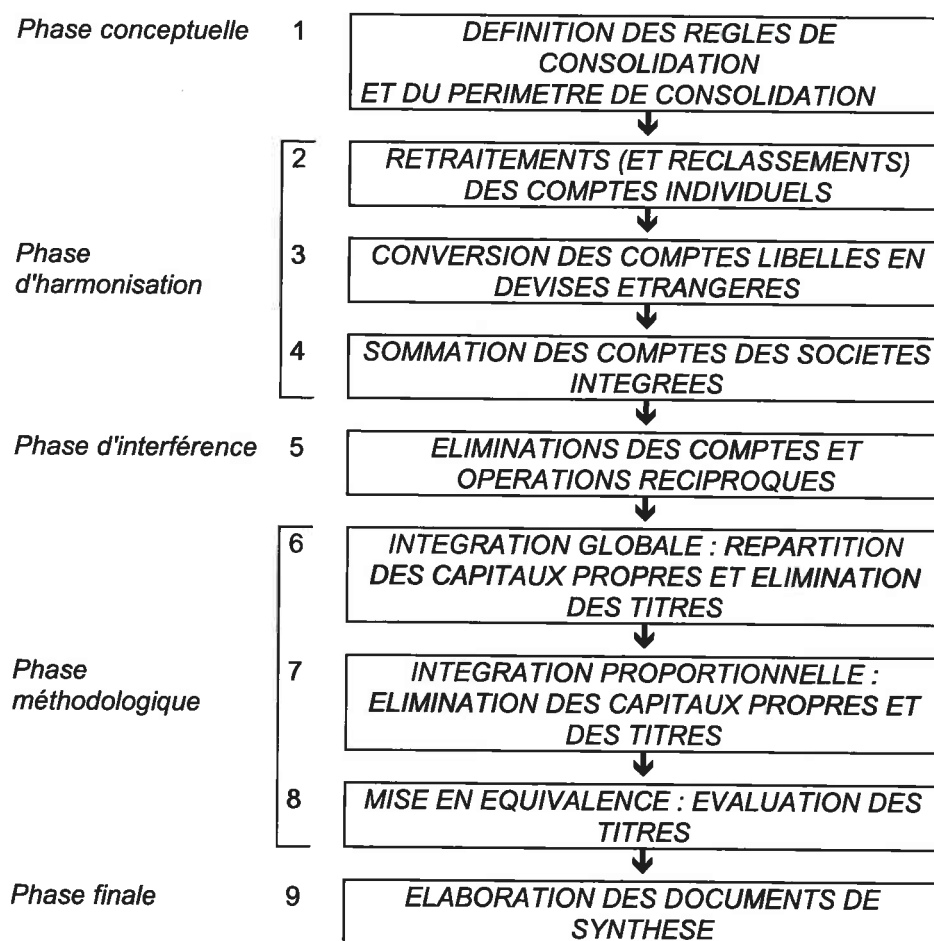 Phase conceptuelle 1 DEFINITION DES REGLES DE
CONSOLIDATION
ET DU PERIMETRE DE CONSOLIDATION
2 RETRAITEMENTS (ET RECLASSEMENTS)
DES COMPTES INDIVIDUELS
Phase
d'harmonisation
3 CONVERSION DES COMPTES LIBELLES EN
DEVISES ETRANGERES
4 SOMMATION DES COMPTES DES SOCIETES
INTEGREES
Phase d'interférence 5 ELIMINATIONS DES COMPTES ET
OPERATIONS RECIPROQUES
6 INTEGRATION GLOBALE : REPARTITION
DES CAPITAUX PROPRES ET ELIMINATION
DES TITRES
Phase
méthodologique
7 INTEGRATION PROPORTIONNELLE :
ELIMINATION DES CAPITAUX PROPRES ET
DES TITRES
8 MISE EN EQUIVALENCE : EVALUATION DES
TITRES
Phase finale 9 ELABORATION DES DOCUMENTS DE
SYNTHESE